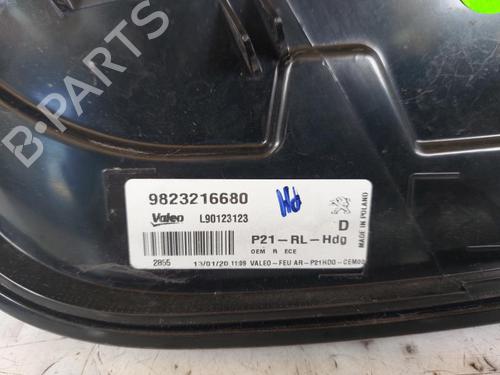 B-PARTS
9823216680
Valeo L90123123 D
P21-RL-Hdg
OEM R ECE
2855 13/01/20 11:09 VALEO-FEU AR-P21HDG-CEM00
MADE IN POLAND